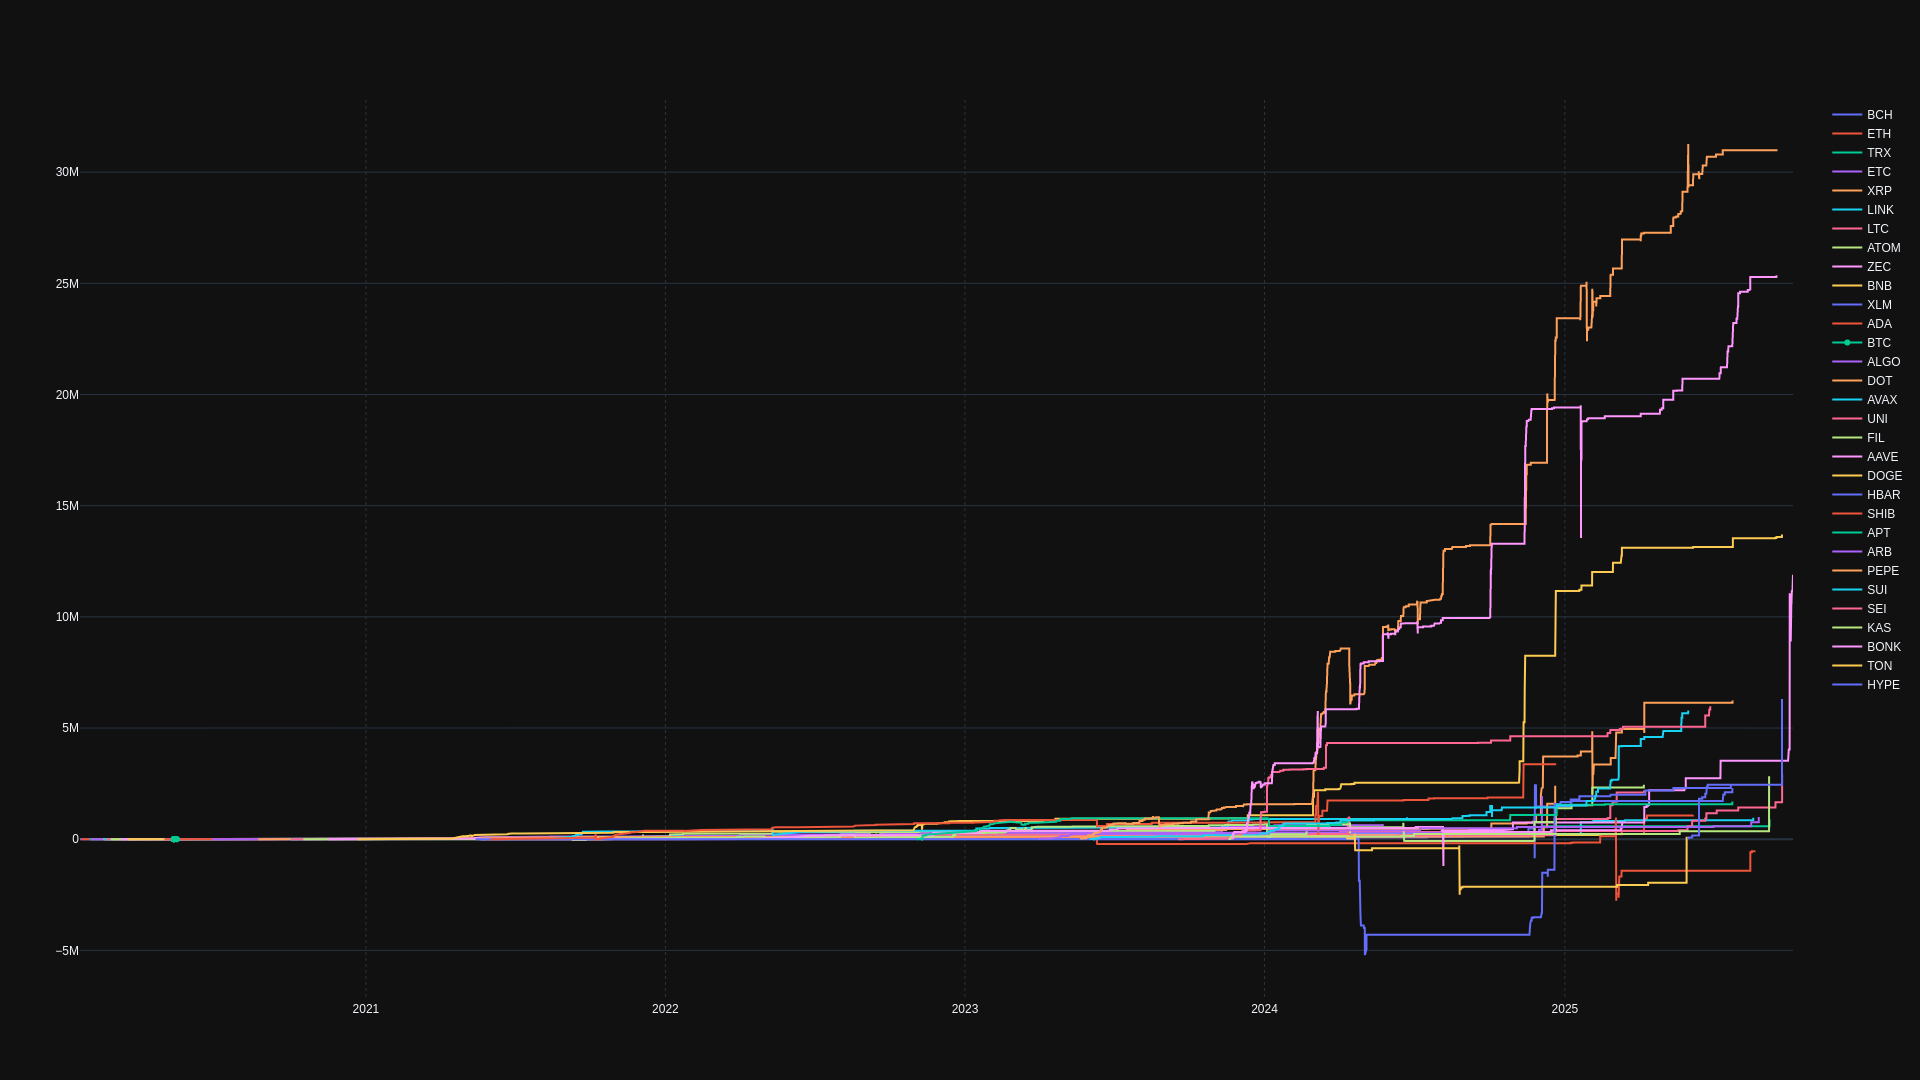 30M
25M
20M
15M
10M
5M
0
−5M
2021
2022
2023
2024
2025
BCH
ETH
TRX
ETC
XRP
LINK
LTC
ATOM
ZEC
BNB
XLM
ADA
BTC
ALGO
DOT
AVAX
UNI
FIL
AAVE
DOGE
HBAR
SHIB
APT
ARB
PEPE
SUI
SEI
KAS
BONK
TON
HYPE